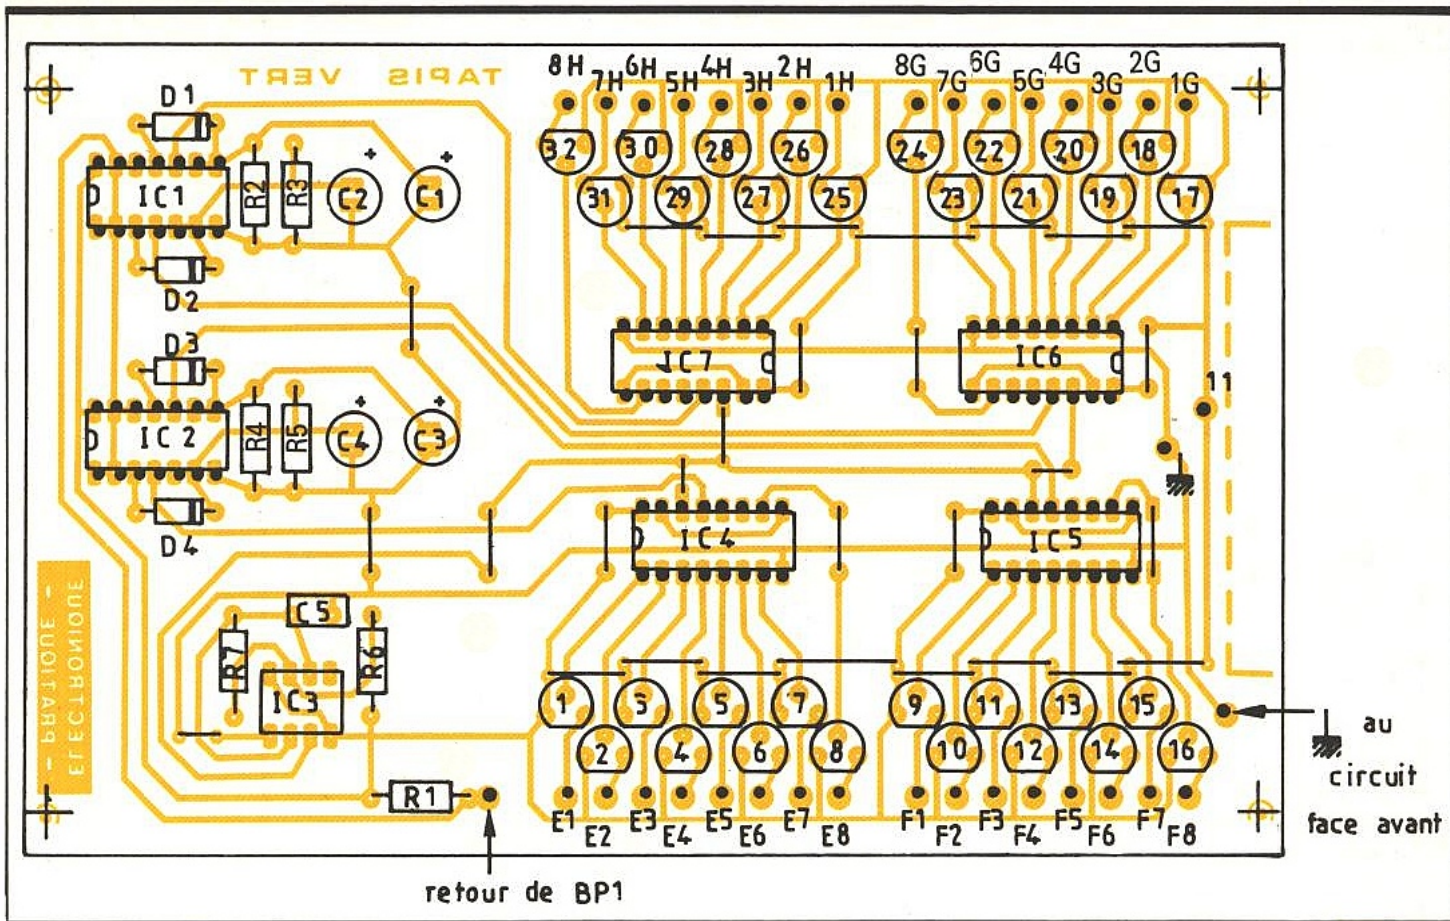 TAPIS VERT
8H 7H 6H 5H 4H 3H 2H 1H 8G 7G 6G 5G 4G 3G 2G 1G
D1
32 30 28 26 24 22 20 18
31 29 27 25 23 21 19 17
IC1 R2 R3 C2 + C1 +
D2
D3
IC7 IC6
11
IC2 R4 R5 C4 + C3 +
D4
IC4 IC5
ELECTRONIQUE
- PRATIQUE -
C5
R7 R6
IC3
1 3 5 7 9 11 13 15
2 4 6 8 10 12 14 16
R1
E1 E2 E3 E4 E5 E6 E7 E8 F1 F2 F3 F4 F5 F6 F7 F8
au
circuit
face avant
retour de BP1